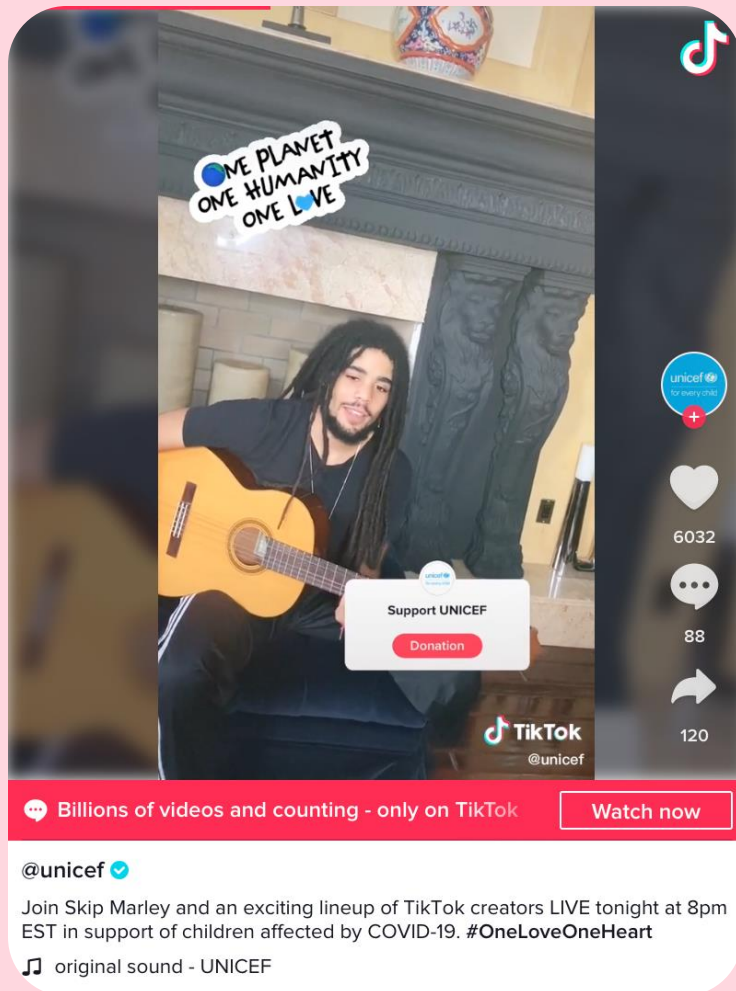 ONE PLANET
ONE HUMANITY
ONE LOVE
unicef
for every child
6032
unicef
Support UNICEF
Donation
88
120
TikTok
@unicef
Billions of videos and counting - only on TikTok
Watch now
@unicef
Join Skip Marley and an exciting lineup of TikTok creators LIVE tonight at 8pm
EST in support of children affected by COVID-19. #OneLoveOneHeart
original sound - UNICEF